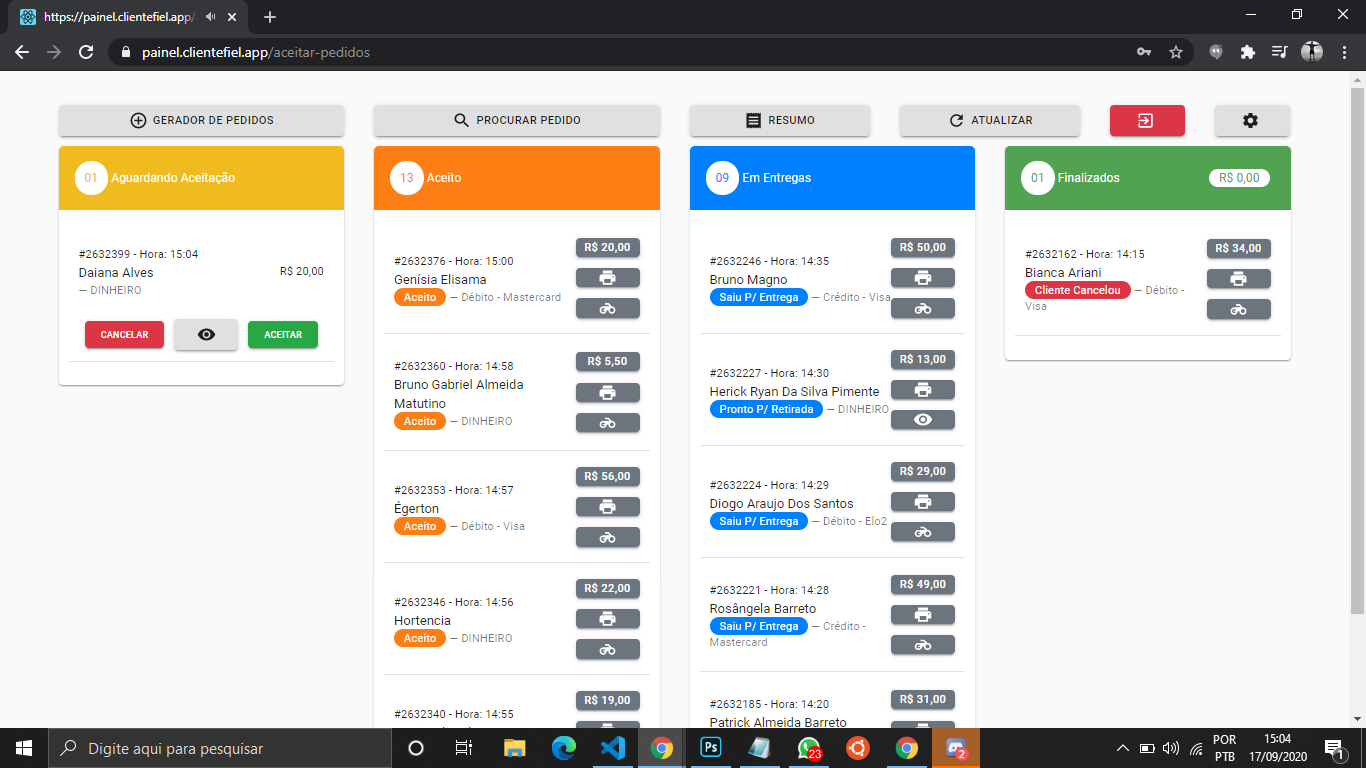 https://painel.clientefiel.app/
painel.clientefiel.app/aceitar-pedidos
GERADOR DE PEDIDOS
PROCURAR PEDIDO
RESUMO
ATUALIZAR
01 Aguardando Aceitação
#2632399 - Hora: 15:04
Daiana Alves
R$ 20,00
— DINHEIRO
CANCELAR
ACEITAR
13 Aceito
R$ 20,00
#2632376 - Hora: 15:00
Genísia Elisama
Aceito — Débito - Mastercard
R$ 5,50
#2632360 - Hora: 14:58
Bruno Gabriel Almeida
Matutino
Aceito — DINHEIRO
R$ 56,00
#2632353 - Hora: 14:57
Égerton
Aceito — Débito - Visa
R$ 22,00
#2632346 - Hora: 14:56
Hortencia
Aceito — DINHEIRO
R$ 19,00
#2632340 - Hora: 14:55
09 Em Entregas
R$ 50,00
#2632246 - Hora: 14:35
Bruno Magno
Saiu P/ Entrega — Crédito - Visa
R$ 13,00
#2632227 - Hora: 14:30
Herick Ryan Da Silva Pimente
Pronto P/ Retirada — DINHEIRO
R$ 29,00
#2632224 - Hora: 14:29
Diogo Araujo Dos Santos
Saiu P/ Entrega — Débito - Elo2
R$ 49,00
#2632221 - Hora: 14:28
Rosângela Barreto
Saiu P/ Entrega — Crédito -
Mastercard
R$ 31,00
#2632185 - Hora: 14:20
Patrick Almeida Barreto
01 Finalizados
R$ 0,00
R$ 34,00
#2632162 - Hora: 14:15
Bianca Ariani
Cliente Cancelou — Débito -
Visa
Digite aqui para pesquisar
Ps
23
2
POR
PTB
15:04
17/09/2020
1